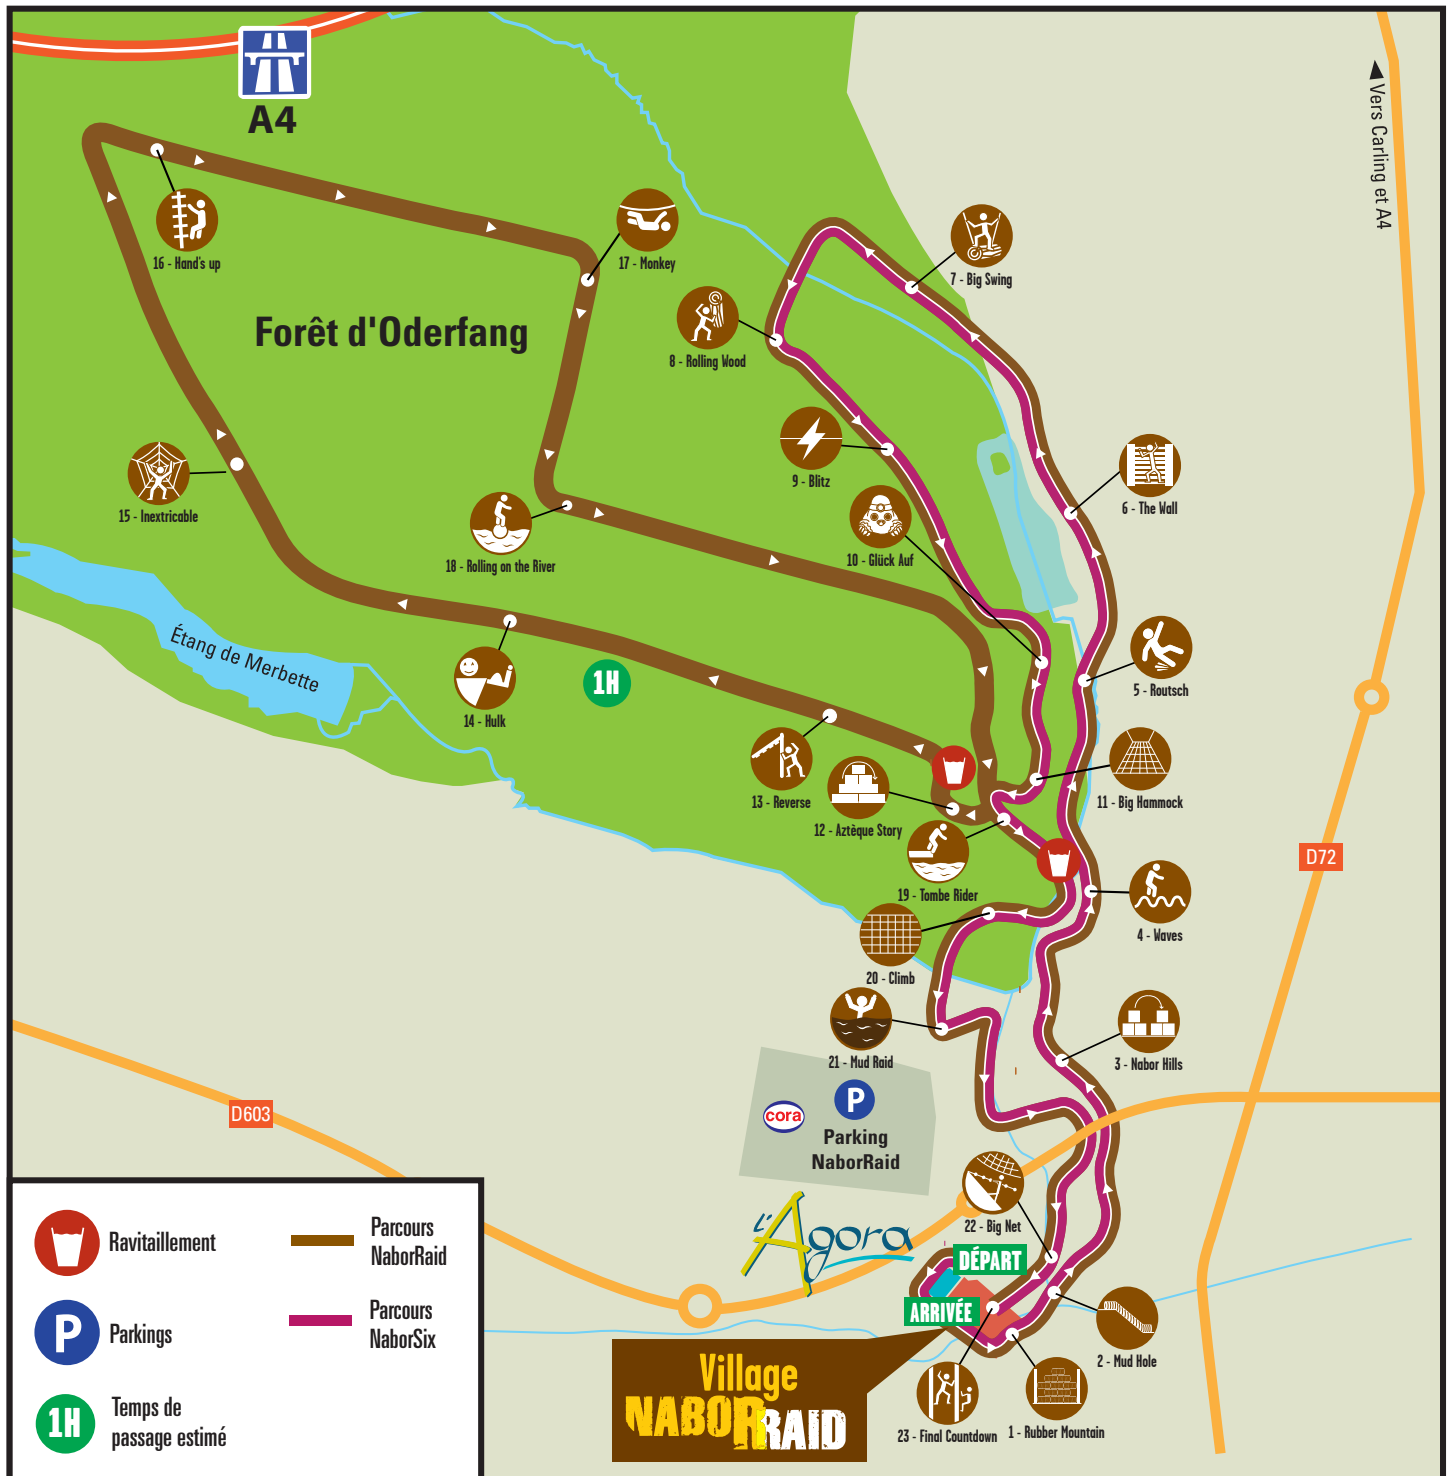 A4
Vers Carling et A4
16 - Hand's up
17 - Monkey
7 - Big Swing
Forêt d'Oderfang
8 - Rolling Wood
9 - Blitz
6 - The Wall
15 - Inextricable
10 - Glück Auf
18 - Rolling on the River
Étang de Merbette
5 - Routsch
1H
14 - Hulk
13 - Reverse
11 - Big Hammock
12 - Aztèque Story
D72
19 - Tombe Rider
4 - Waves
20 - Climb
21 - Mud Raid
3 - Nabor Hills
cora
P
Parking
NaborRaid
D603
22 - Big Net
l'Agora
DÉPART
ARRIVÉE
2 - Mud Hole
23 - Final Countdown
1 - Rubber Mountain
Village
NABORRAID
Ravitaillement
Parcours
NaborRaid
P
Parkings
Parcours
NaborSix
1H
Temps de
passage estimé